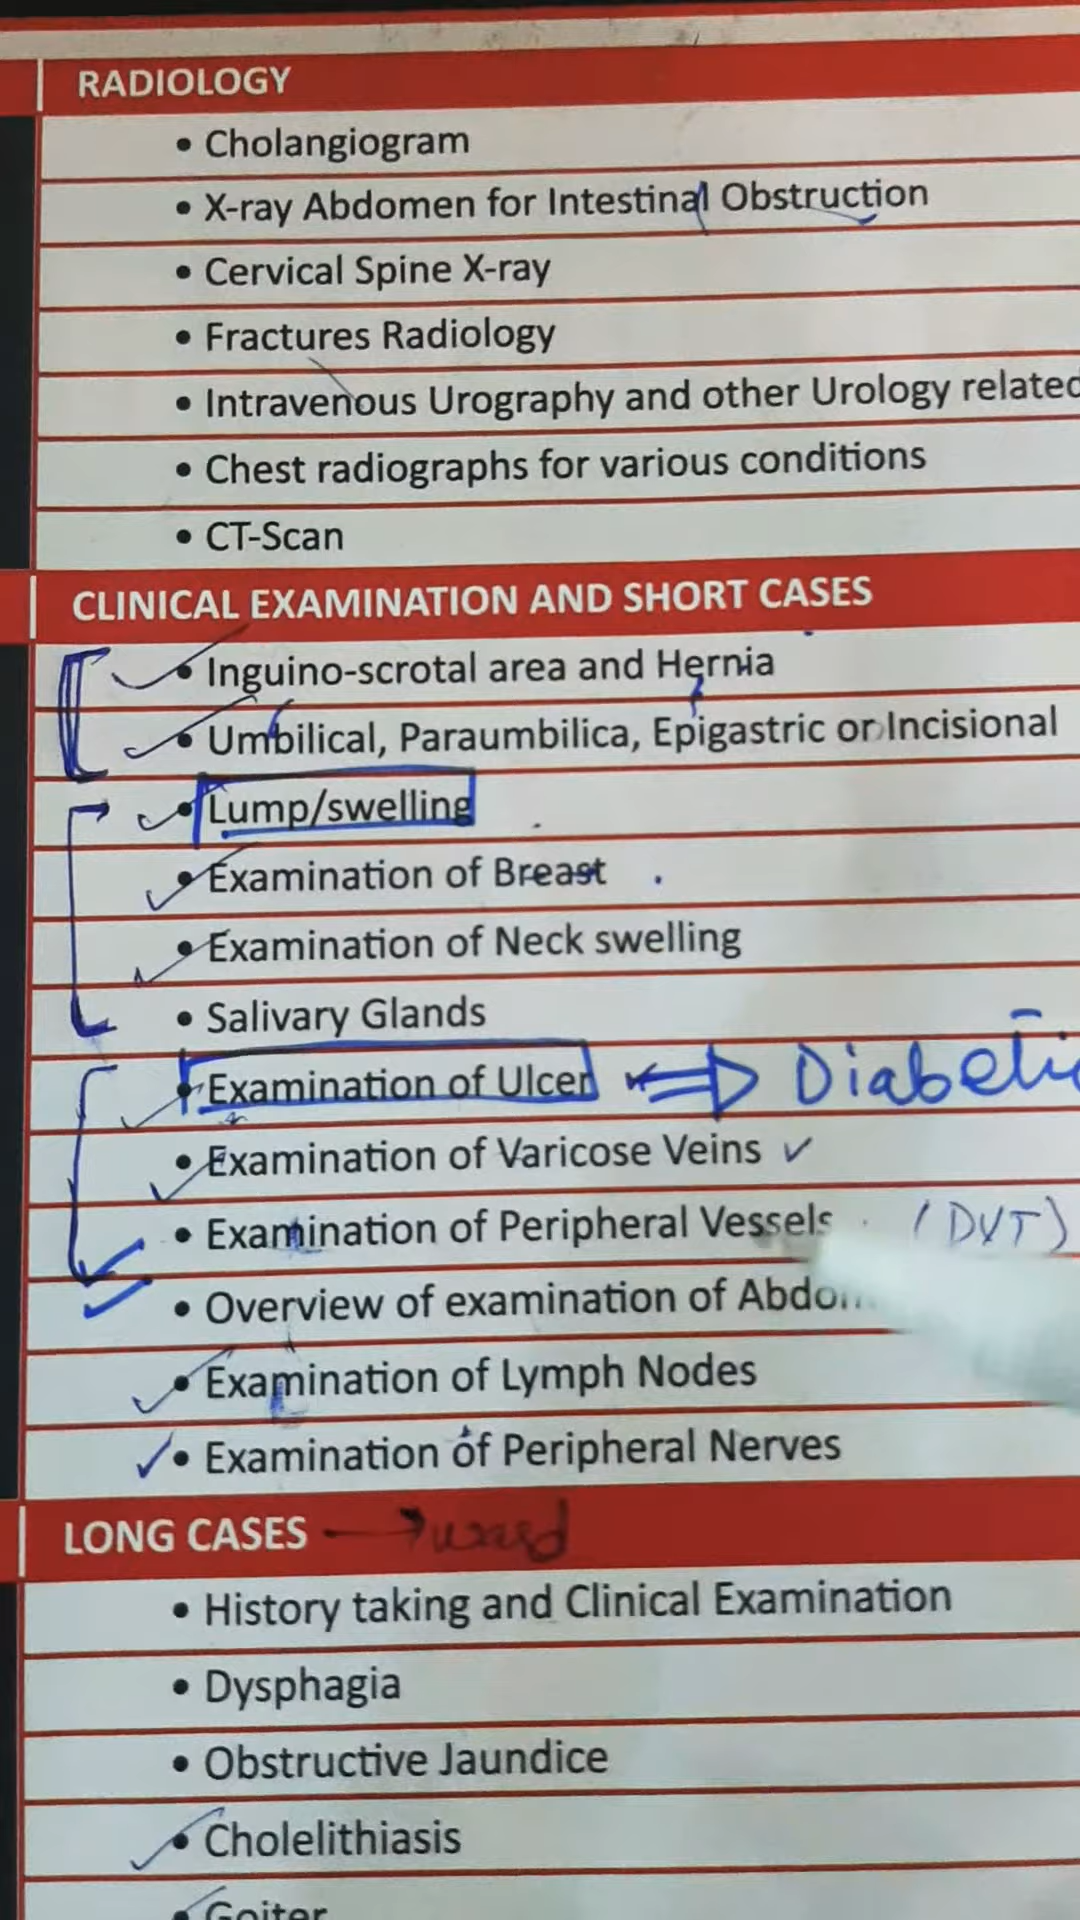 RADIOLOGY
• Cholangiogram
• X-ray Abdomen for Intestinal Obstruction
• Cervical Spine X-ray
• Fractures Radiology
• Intravenous Urography and other Urology related
• Chest radiographs for various conditions
• CT-Scan
CLINICAL EXAMINATION AND SHORT CASES
• Inguino-scrotal area and Hernia
• Umbilical, Paraumbilica, Epigastric or Incisional
• Lump/swelling
• Examination of Breast
• Examination of Neck swelling
• Salivary Glands
• Examination of Ulcer ⇒ Diabeti
• Examination of Varicose Veins ✓
• Examination of Peripheral Vessels (DVT)
• Overview of examination of Abdo
• Examination of Lymph Nodes
• Examination of Peripheral Nerves
LONG CASES → ward
• History taking and Clinical Examination
• Dysphagia
• Obstructive Jaundice
• Cholelithiasis
• Goiter